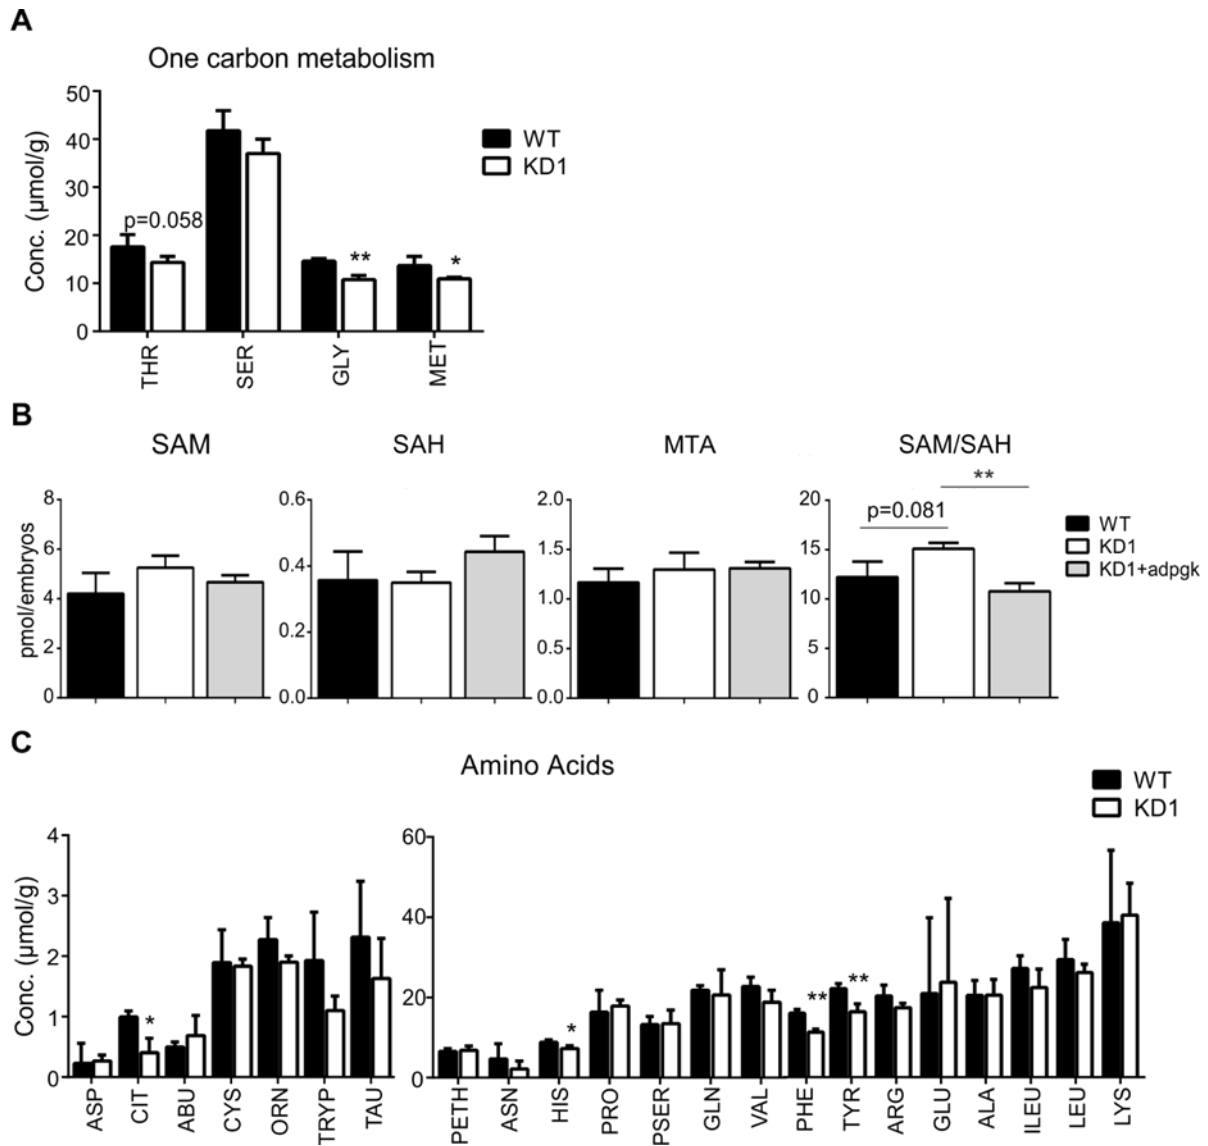 A
One carbon metabolism
Conc. (µmol/g)
50
40
30
20
10
0
p=0.058
**
*
WT
KD1
THR
SER
GLY
MET
B
SAM
SAH
MTA
SAM/SAH
pmol/embryos
8
6
4
2
0
0.6
0.4
0.2
0.0
2.0
1.5
1.0
0.5
0.0
20
15
10
5
0
p=0.081
**
WT
KD1
KD1+adpgk
C
Amino Acids
WT
KD1
Conc. (µmol/g)
4
3
2
1
0
*
ASP
CIT
ABU
CYS
ORN
TRYP
TAU
60
40
20
0
*
**
**
PETH
ASN
HIS
PRO
PSER
GLN
VAL
PHE
TYR
ARG
GLU
ALA
ILEU
LEU
LYS